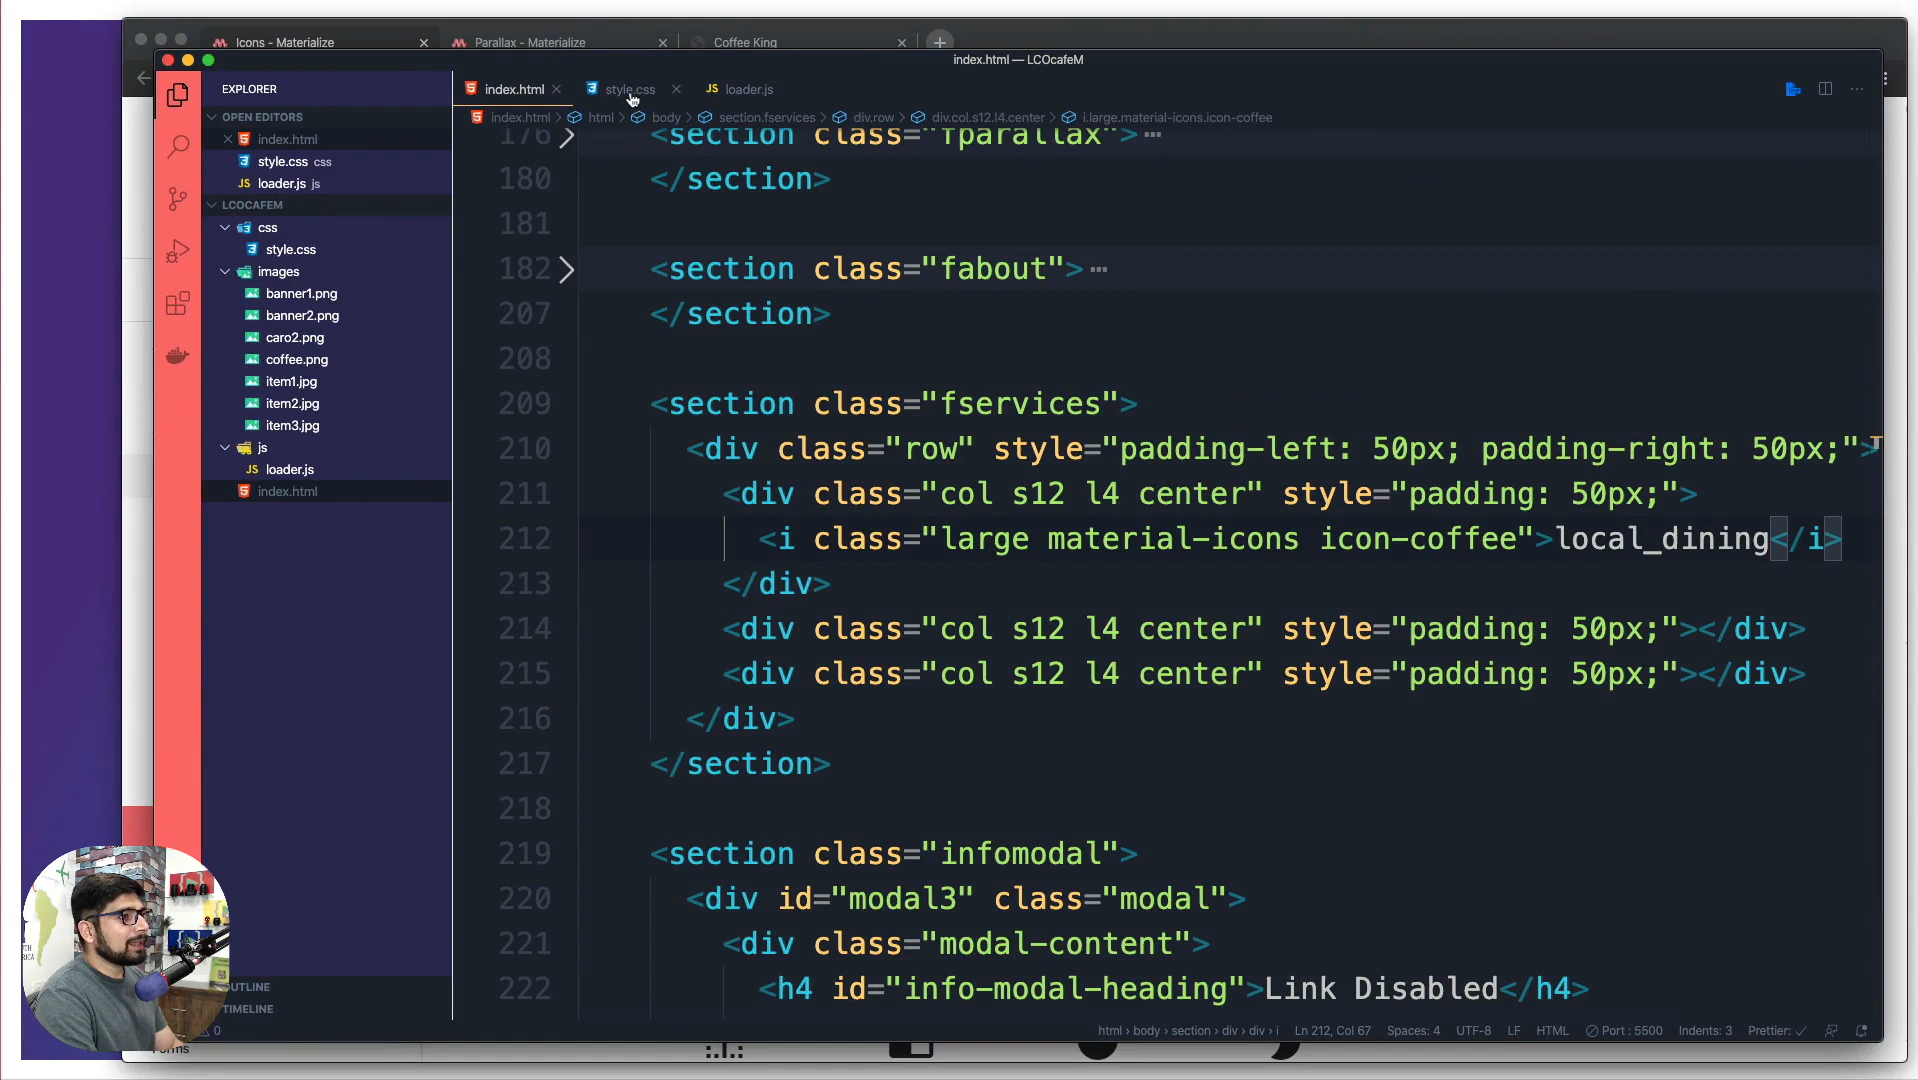 Icons - Materialize
Parallax - Materialize
Coffee King
index.html — LCOcafeM
EXPLORER
index.html
style.css
JS loader.js
OPEN EDITORS
index.html > html > body > section.fservices > div.row > div.col.s12.l4.center > i.large.material-icons.icon-coffee
index.html
style.css css
JS loader.js js
LCOCAFEM
css
style.css
images
banner1.png
banner2.png
caro2.png
coffee.png
item1.jpg
item2.jpg
item3.jpg
js
JS loader.js
index.html
176 <section class="fparallax">
180 </section>
181
182 <section class="fabout">
207 </section>
208
209 <section class="fservices">
210 <div class="row" style="padding-left: 50px; padding-right: 50px;">
211 <div class="col s12 l4 center" style="padding: 50px;">
212 <i class="large material-icons icon-coffee">local_dining</i>
213 </div>
214 <div class="col s12 l4 center" style="padding: 50px;"></div>
215 <div class="col s12 l4 center" style="padding: 50px;"></div>
216 </div>
217 </section>
218
219 <section class="infomodal">
220 <div id="modal3" class="modal">
221 <div class="modal-content">
222 <h4 id="info-modal-heading">Link Disabled</h4>
TIMELINE
0
html > body > section > div > div > i
Ln 212, Col 67
Spaces: 4
UTF-8
LF
HTML
Port : 5500
Indents: 3
Prettier: ✓